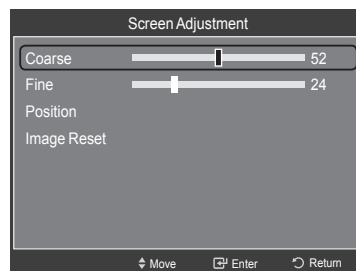 Screen Adjustment
Coarse 52
Fine 24
Position
Image Reset
Move Enter Return